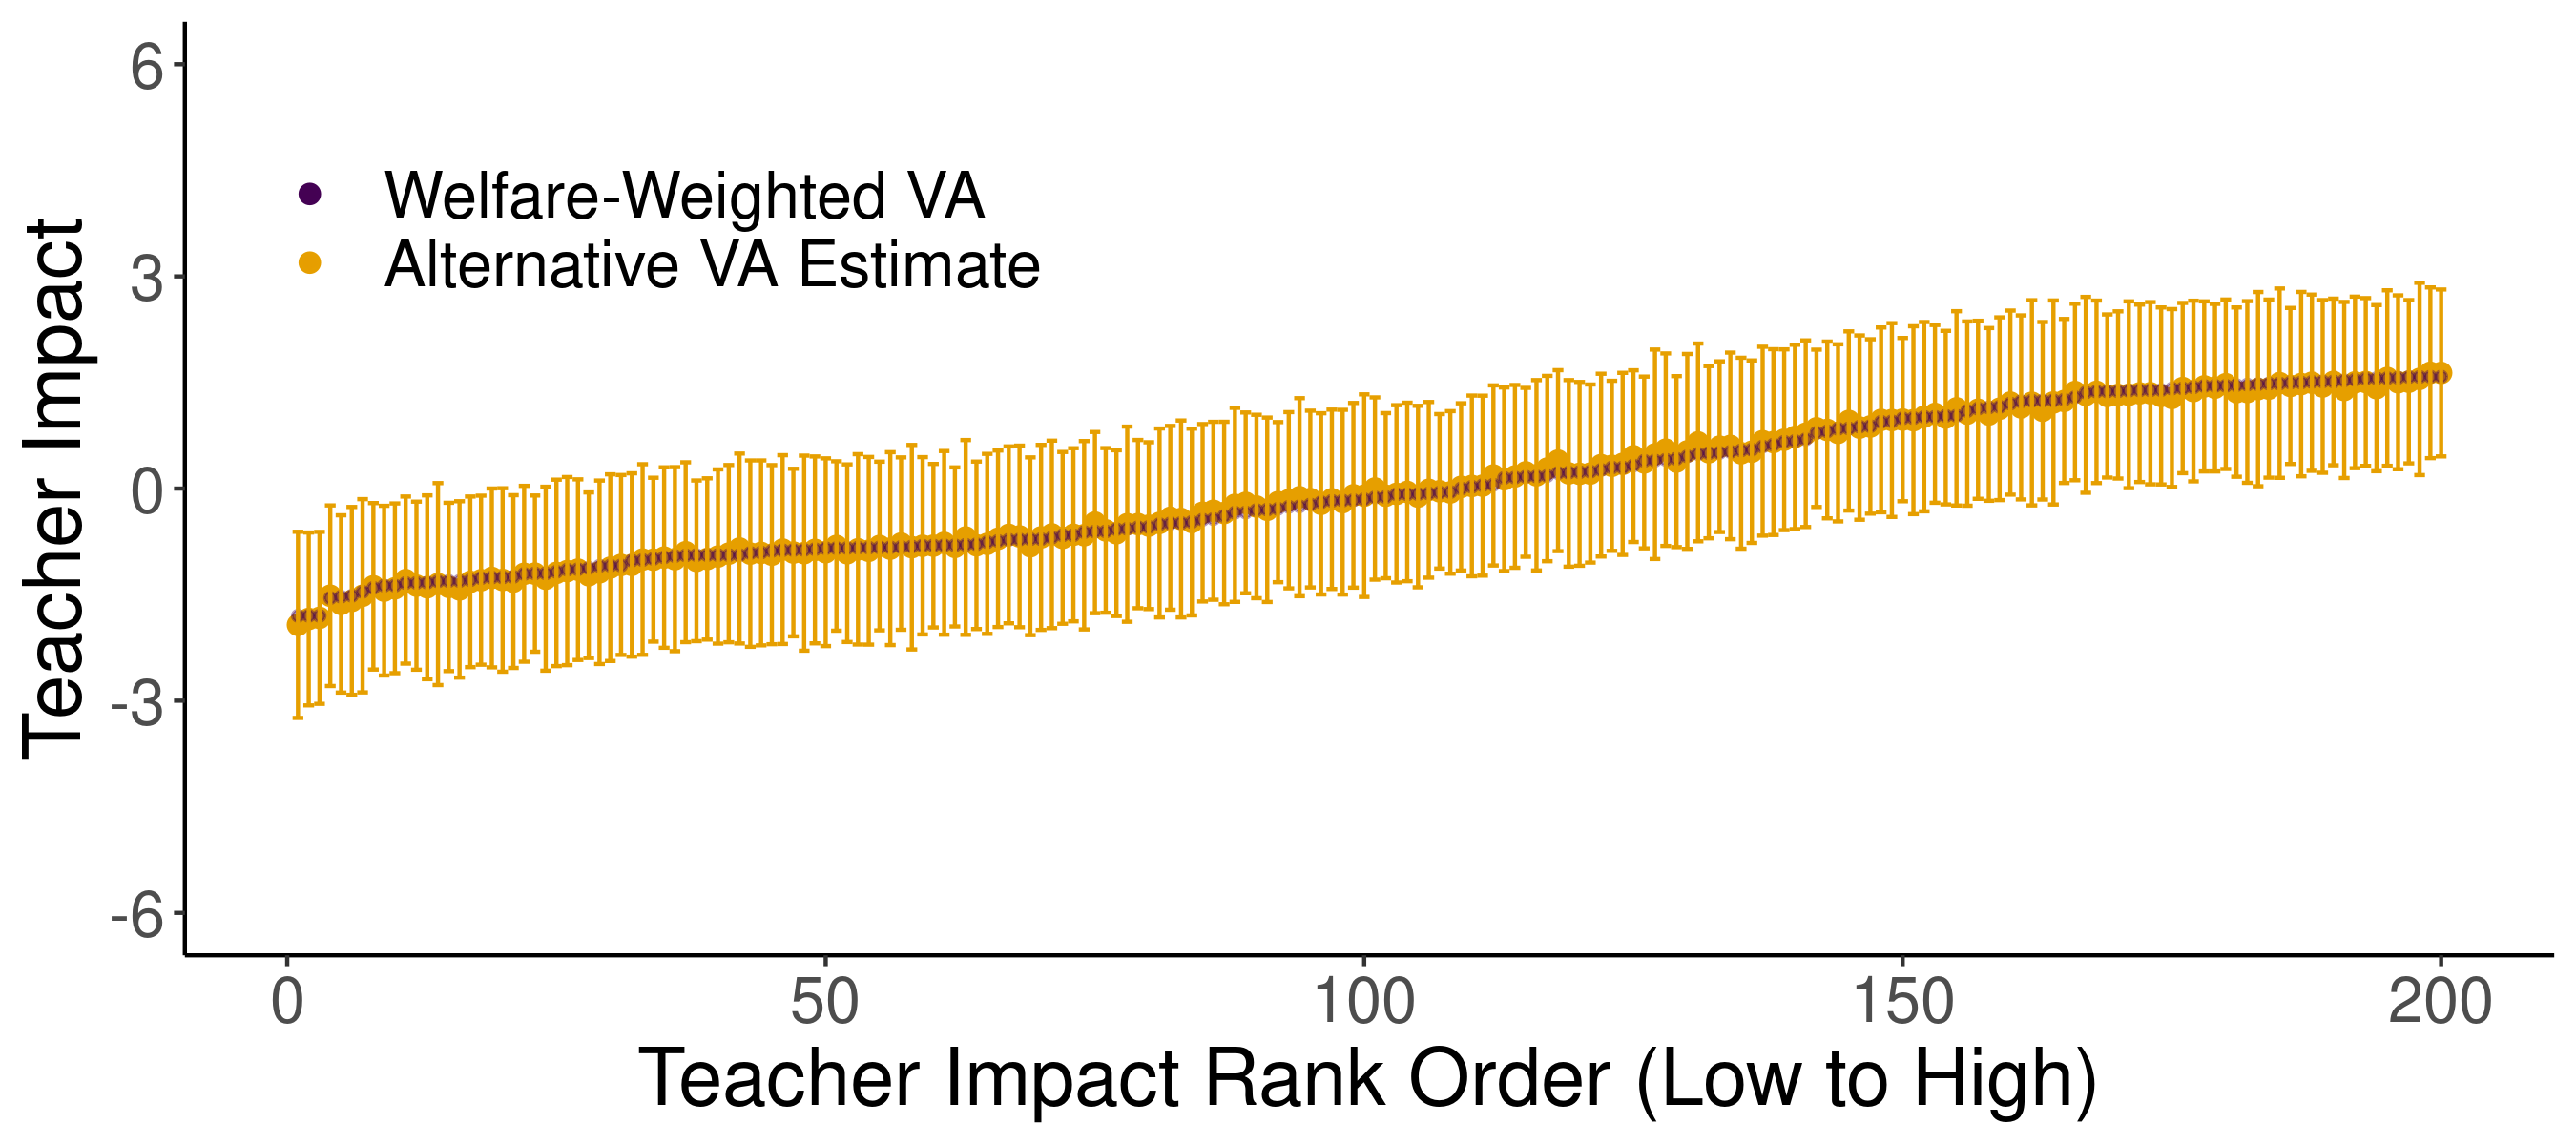 6
3
0
-3
-6
Teacher Impact
Welfare-Weighted VA
Alternative VA Estimate
0 50 100 150 200
Teacher Impact Rank Order (Low to High)